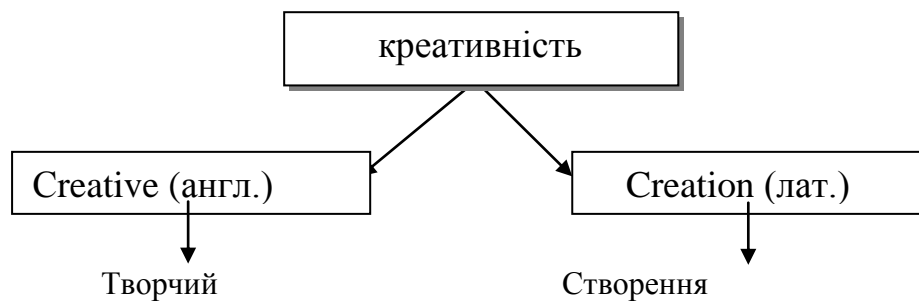 креативність
Creative (англ.)
Creation (лат.)
Творчий
Створення